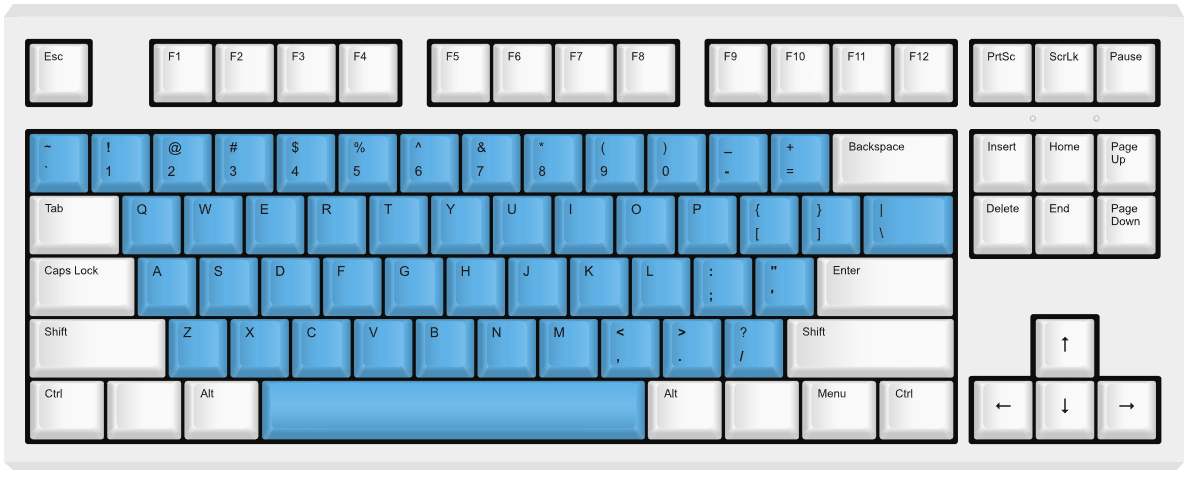 Esc F1 F2 F3 F4 F5 F6 F7 F8 F9 F10 F11 F12 PrtSc ScrLk Pause
~ ! @ # $ % ^ & * ( ) _ + Backspace Insert Home Page
` 1 2 3 4 5 6 7 8 9 0 - = Up
Tab Q W E R T Y U I O P { } | Delete End Page
[ ] \ Down
Caps Lock A S D F G H J K L : " Enter
; '
Shift Z X C V B N M < > ? Shift ↑
, . /
Ctrl Alt Alt Menu Ctrl ← ↓ →